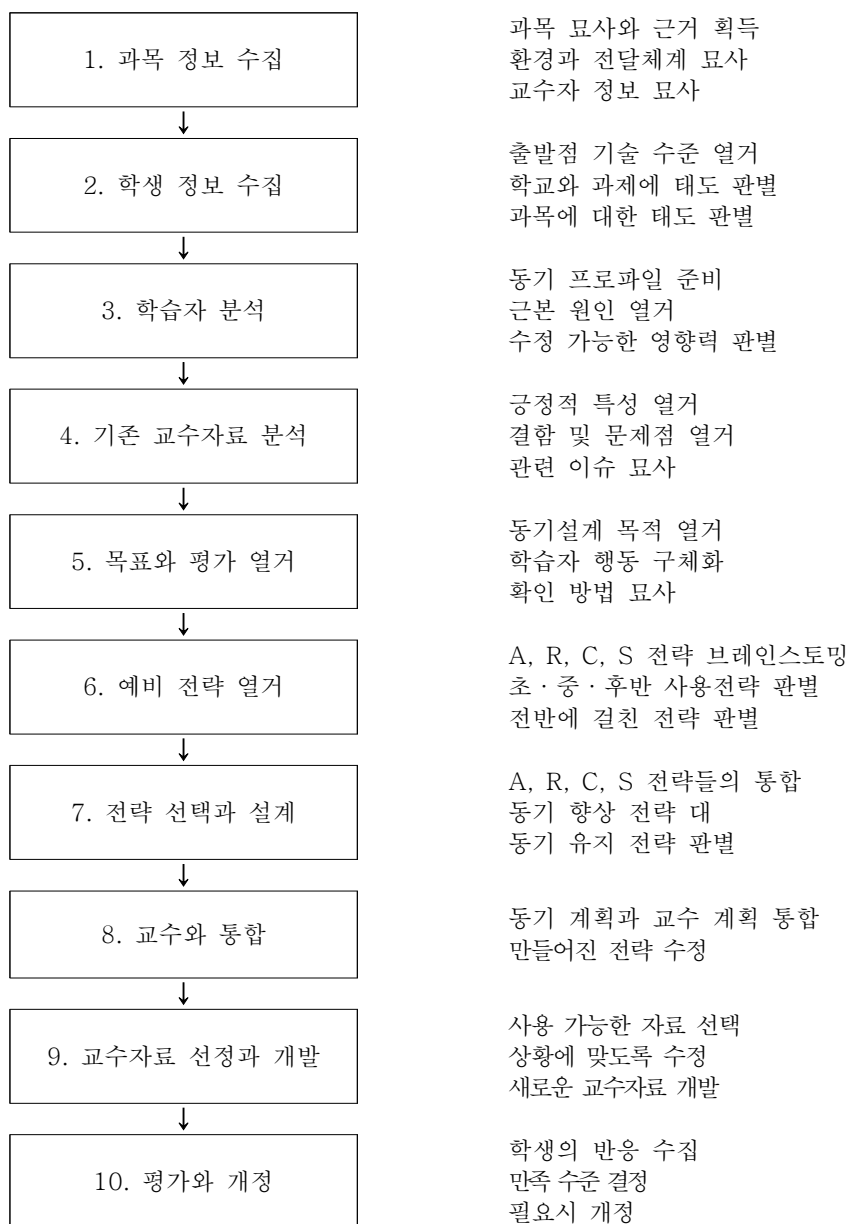 1. 과목 정보 수집
과목 묘사와 근거 획득
환경과 전달체계 묘사
교수자 정보 묘사
2. 학생 정보 수집
출발점 기술 수준 열거
학교와 과제에 태도 판별
과목에 대한 태도 판별
3. 학습자 분석
동기 프로파일 준비
근본 원인 열거
수정 가능한 영향력 판별
4. 기존 교수자료 분석
긍정적 특성 열거
결함 및 문제점 열거
관련 이슈 묘사
5. 목표와 평가 열거
동기설계 목적 열거
학습자 행동 구체화
확인 방법 묘사
6. 예비 전략 열거
A, R, C, S 전략 브레인스토밍
초·중·후반 사용전략 판별
전반에 걸친 전략 판별
7. 전략 선택과 설계
A, R, C, S 전략들의 통합
동기 향상 전략 대
동기 유지 전략 판별
8. 교수와 통합
동기 계획과 교수 계획 통합
만들어진 전략 수정
9. 교수자료 선정과 개발
사용 가능한 자료 선택
상황에 맞도록 수정
새로운 교수자료 개발
10. 평가와 개정
학생의 반응 수집
만족 수준 결정
필요시 개정